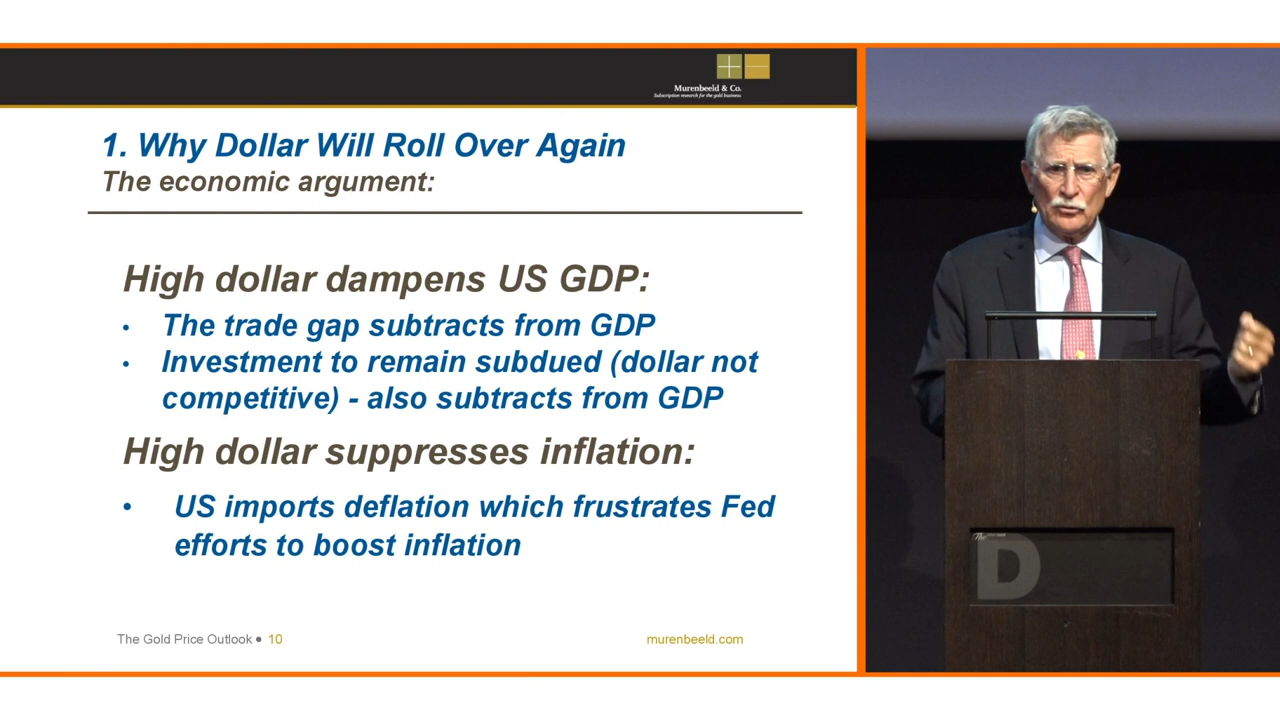 Murenbeeld & Co.
Subscription research for the gold business.
1. Why Dollar Will Roll Over Again
The economic argument:
High dollar dampens US GDP:
• The trade gap subtracts from GDP
• Investment to remain subdued (dollar not
competitive) - also subtracts from GDP
High dollar suppresses inflation:
• US imports deflation which frustrates Fed
efforts to boost inflation
The Gold Price Outlook • 10
murenbeeld.com
The
D